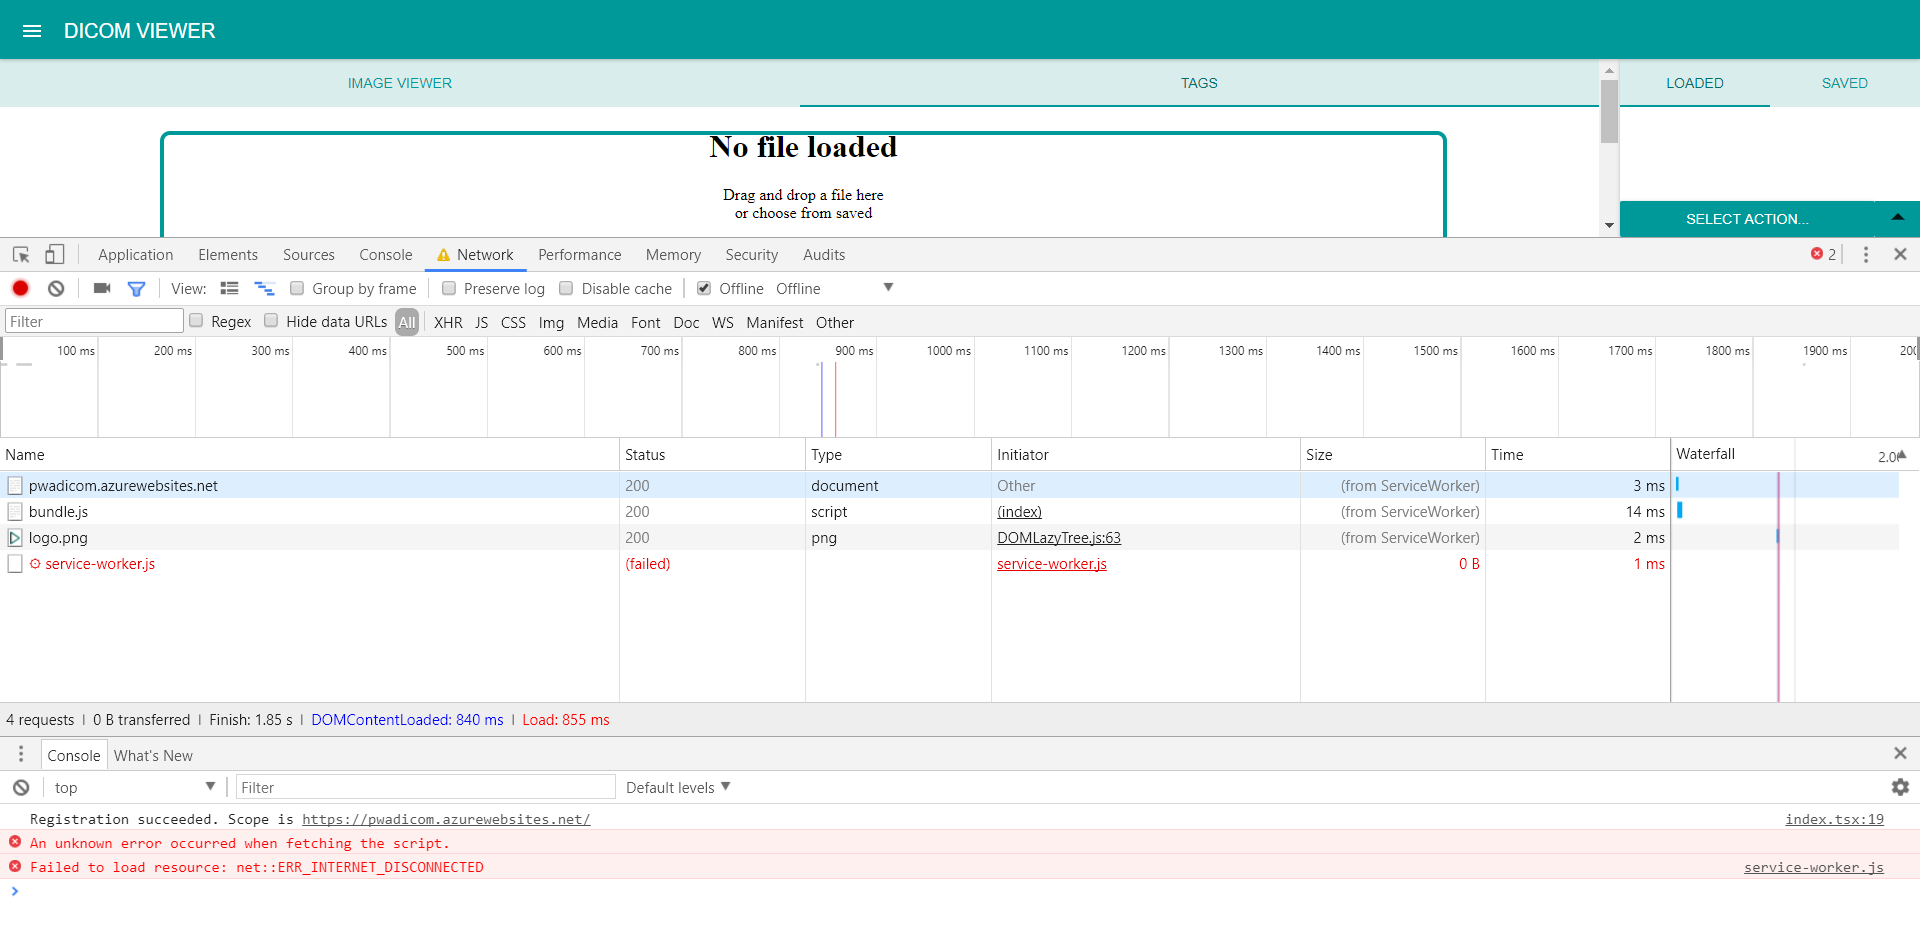 DICOM VIEWER
IMAGE VIEWER TAGS LOADED SAVED
No file loaded
Drag and drop a file here
or choose from saved
SELECT ACTION...
Application Elements Sources Console Network Performance Memory Security Audits 2
View: Group by frame Preserve log Disable cache Offline Offline
Filter Regex Hide data URLs All XHR JS CSS Img Media Font Doc WS Manifest Other
100 ms 200 ms 300 ms 400 ms 500 ms 600 ms 700 ms 800 ms 900 ms 1000 ms 1100 ms 1200 ms 1300 ms 1400 ms 1500 ms 1600 ms 1700 ms 1800 ms 1900 ms
Name Status Type Initiator Size Time Waterfall
pwadicom.azurewebsites.net 200 document Other (from ServiceWorker) 3 ms
bundle.js 200 script (index) (from ServiceWorker) 14 ms
logo.png 200 png DOMLazyTree.js:63 (from ServiceWorker) 2 ms
service-worker.js (failed) service-worker.js 0 B 1 ms
4 requests | 0 B transferred | Finish: 1.85 s | DOMContentLoaded: 840 ms | Load: 855 ms
Console What's New
top Filter Default levels
Registration succeeded. Scope is https://pwadicom.azurewebsites.net/ index.tsx:19
An unknown error occurred when fetching the script.
Failed to load resource: net::ERR_INTERNET_DISCONNECTED service-worker.js